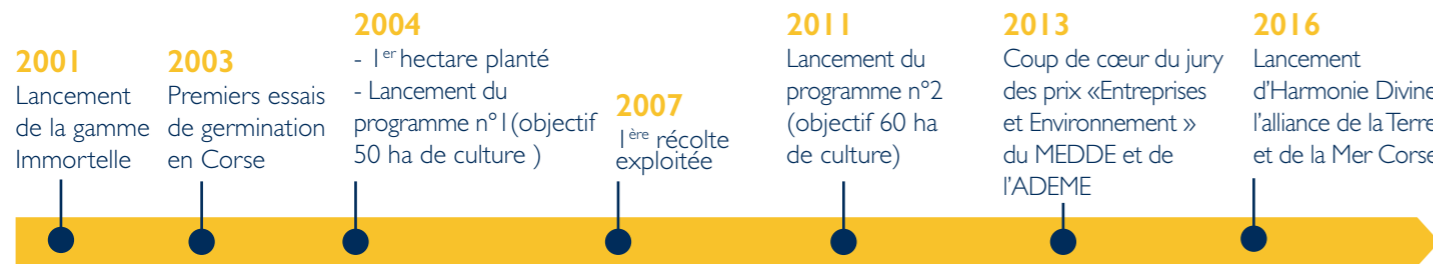 2001
Lancement
de la gamme
Immortelle
2003
Premiers essais
de germination
en Corse
2004
- 1er hectare planté
- Lancement du
programme n°1(objectif
50 ha de culture )
2007
1ère récolte
exploitée
2011
Lancement du
programme n°2
(objectif 60 ha
de culture)
2013
Coup de cœur du jury
des prix «Entreprises
et Environnement »
du MEDDE et de
l'ADEME
2016
Lancement
d'Harmonie Divine
l'alliance de la Terre
et de la Mer Corse